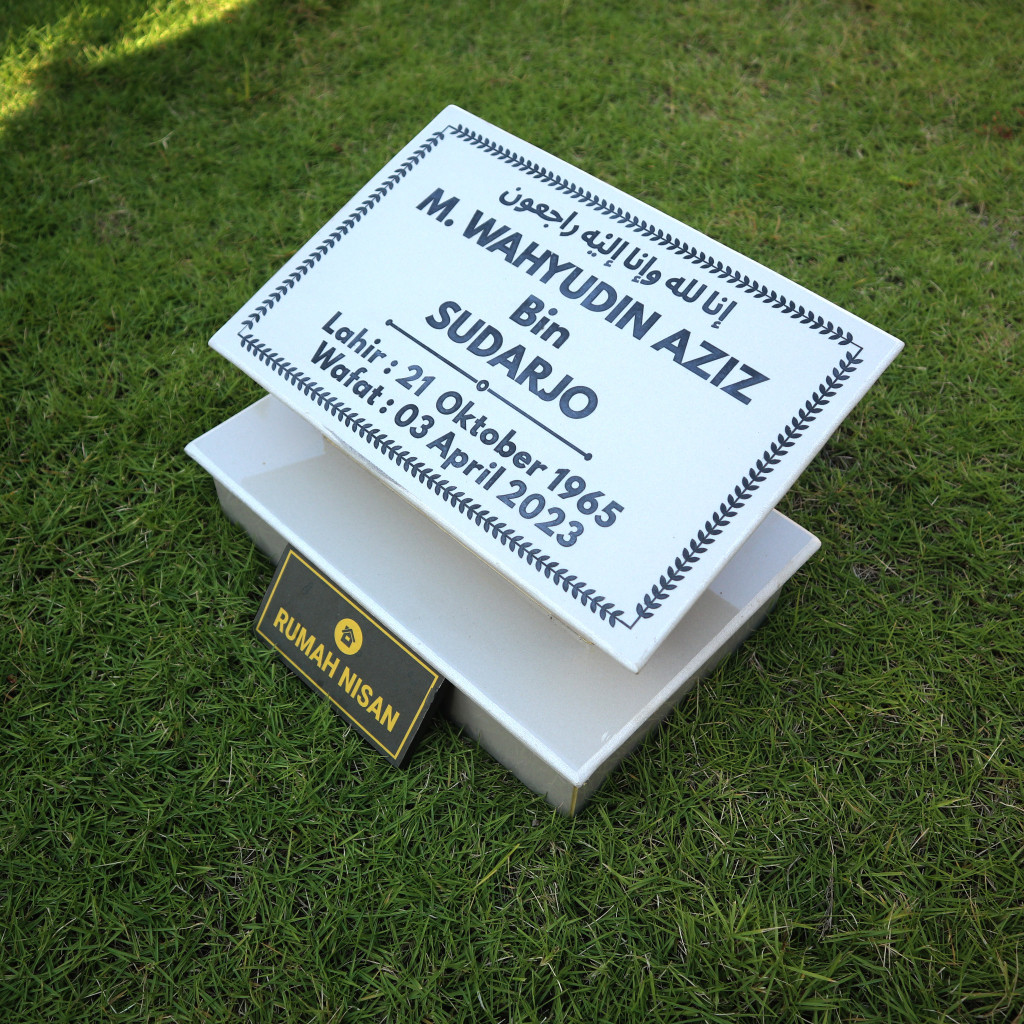 إنا لله وإنا إليه راجعون
M. WAHYUDIN AZIZ
Bin
SUDARJO
Lahir : 21 Oktober 1965
Wafat : 03 April 2023
RUMAH NISAN